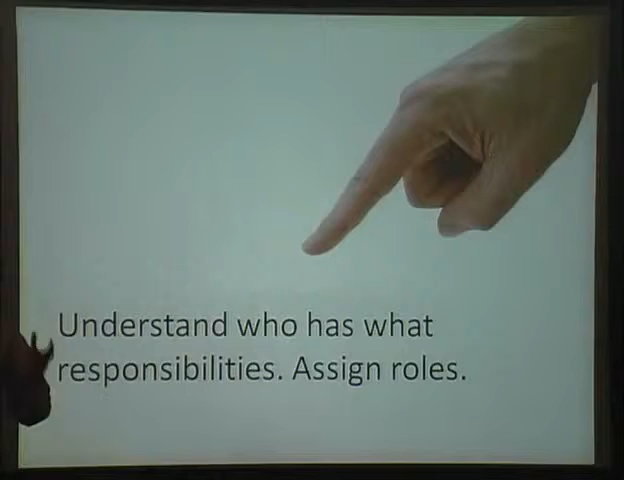 Understand who has what
responsibilities. Assign roles.